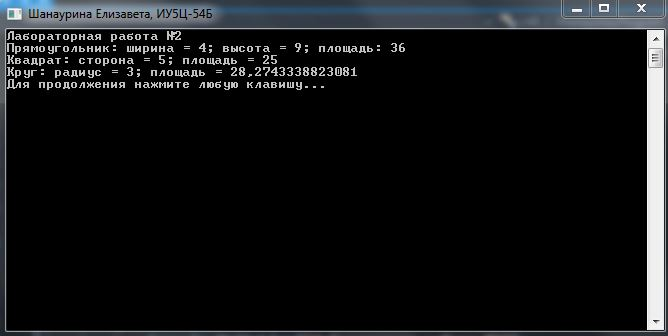 Шанаурина Елизавета, ИУ5Ц-54Б
Лабораторная работа №2
Прямоугольник: ширина = 4; высота = 9; площадь: 36
Квадрат: сторона = 5; площадь = 25
Круг: радиус = 3; площадь = 28,2743338823081
Для продолжения нажмите любую клавишу...